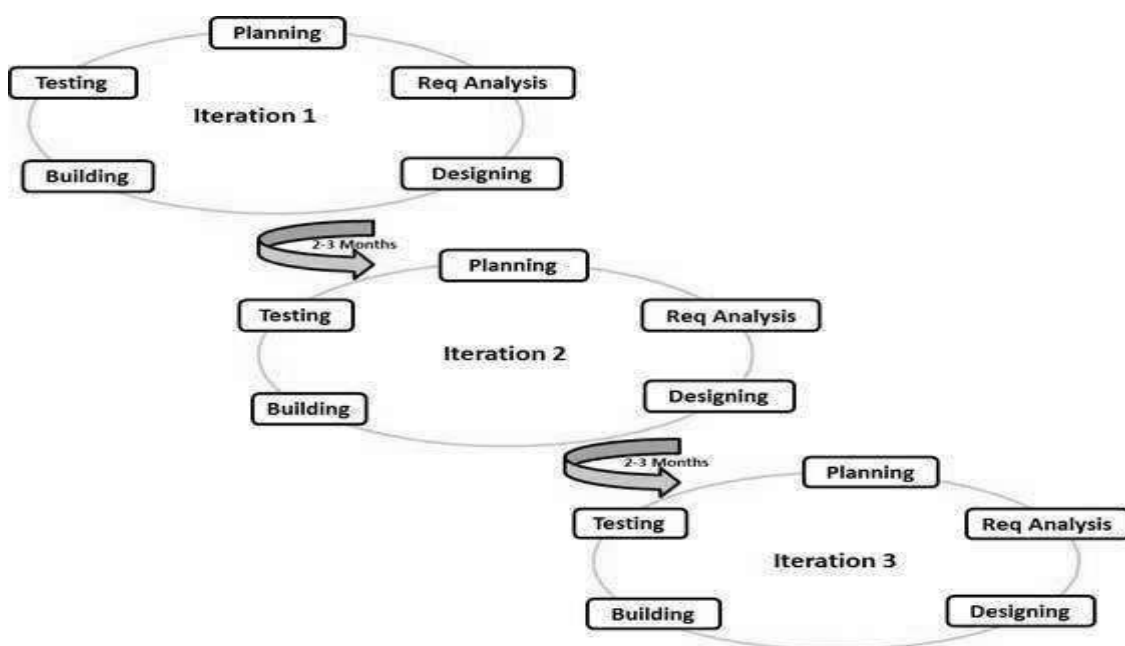 Planning
Testing
Req Analysis
Iteration 1
Building
Designing
2-3 Months
Planning
Testing
Req Analysis
Iteration 2
Building
Designing
2-3 Months
Planning
Testing
Req Analysis
Iteration 3
Building
Designing